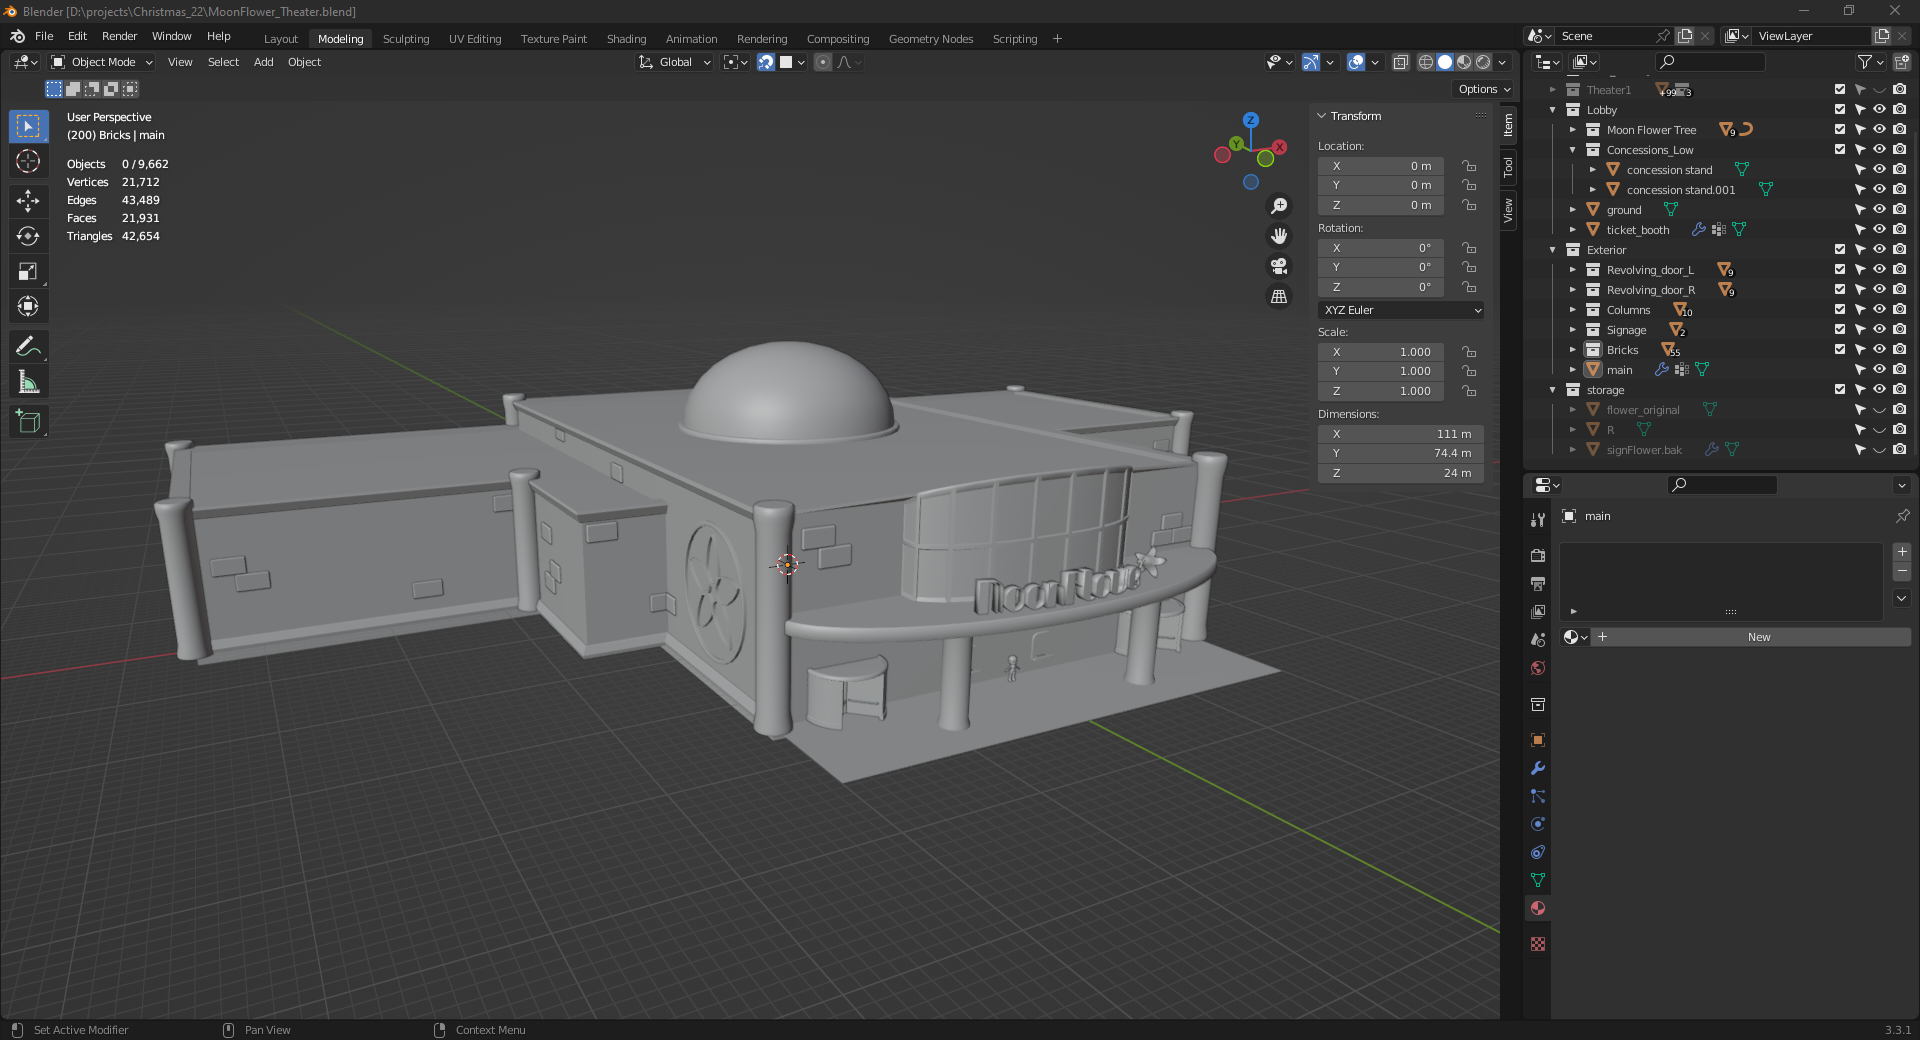 Blender [D:\projects\Christmas_22\MoonFlower_Theater.blend]
File Edit Render Window Help
Layout Modeling Sculpting UV Editing Texture Paint Shading Animation Rendering Compositing Geometry Nodes Scripting +
Scene
ViewLayer
Object Mode View Select Add Object
Global
Options
User Perspective
(200) Bricks | main
Objects 0 / 9,662
Vertices 21,712
Edges 43,489
Faces 21,931
Triangles 42,654
Z
Y
X
Transform
Location:
X 0 m
Y 0 m
Z 0 m
Rotation:
X 0°
Y 0°
Z 0°
XYZ Euler
Scale:
X 1.000
Y 1.000
Z 1.000
Dimensions:
X 111 m
Y 74.4 m
Z 24 m
Item
Tool
View
MoonFlower
Theater1 +99 3
Lobby
Moon Flower Tree 9
Concessions_Low
concession stand
concession stand.001
ground
ticket_booth
Exterior
Revolving_door_L 9
Revolving_door_R 9
Columns 10
Signage 2
Bricks 55
main
storage
flower_original
R
signFlower.bak
main
New
Set Active Modifier
Pan View
Context Menu
3.3.1